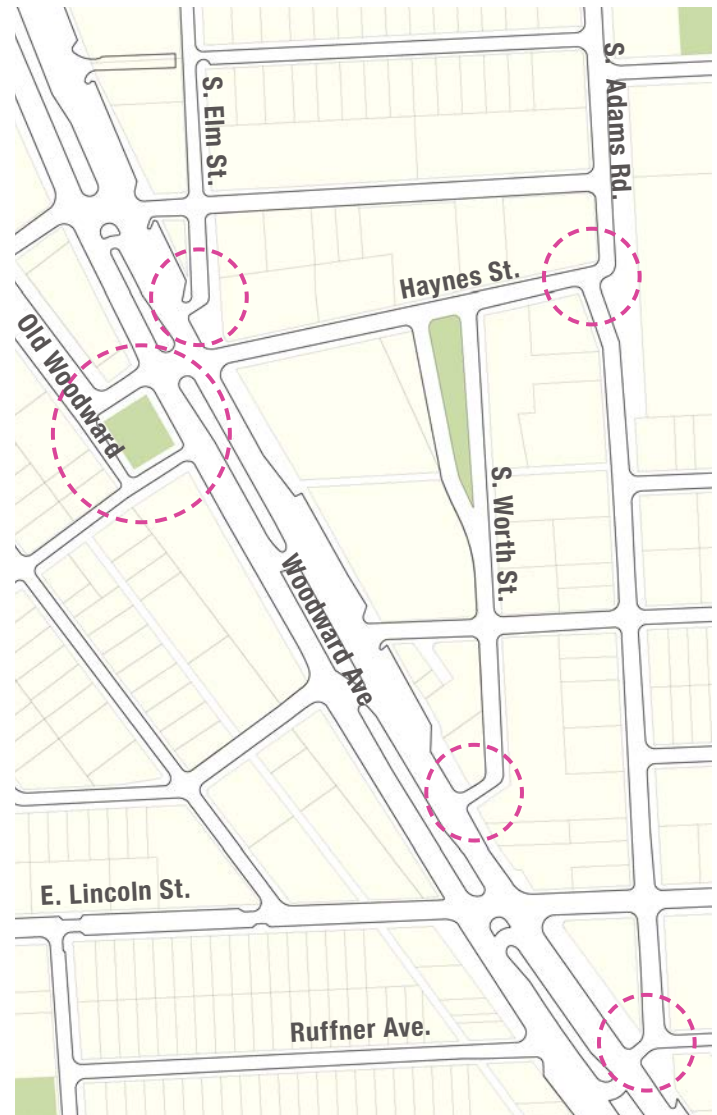 S. Elm St.
S. Adams Rd.
Haynes St.
Old Woodward
S. Worth St.
Woodward Ave
E. Lincoln St.
Ruffner Ave.